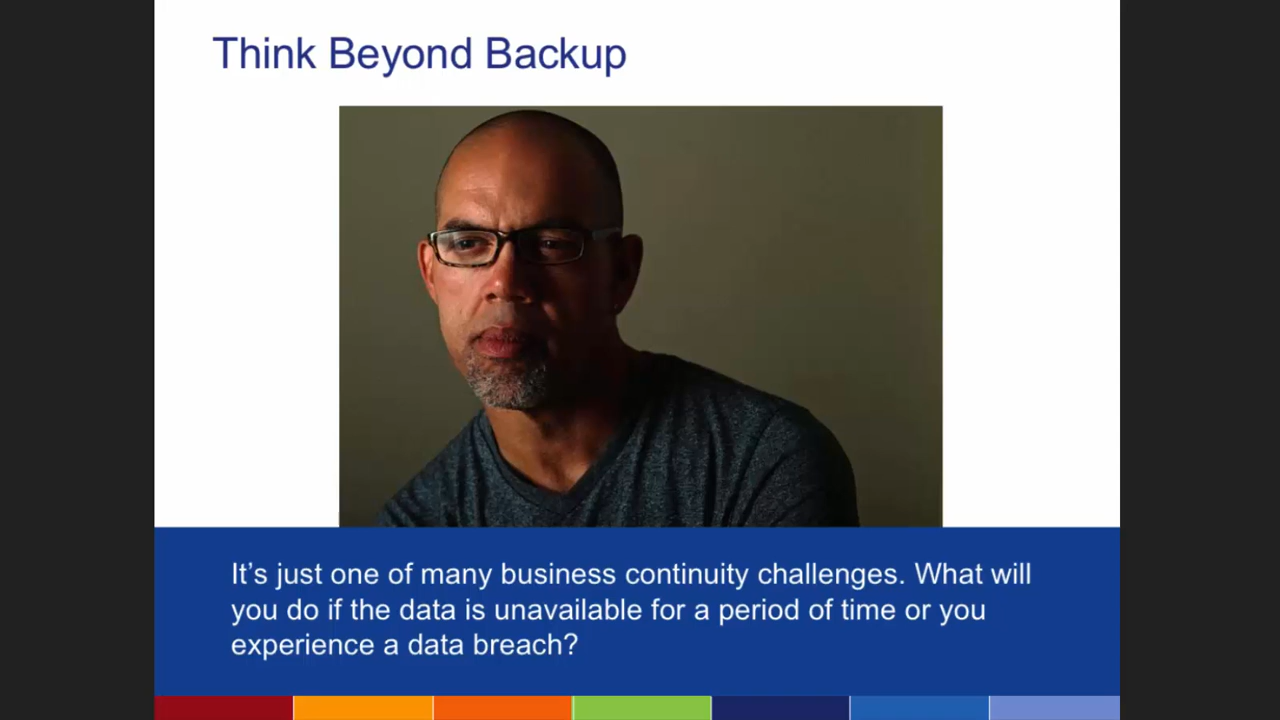 Think Beyond Backup
It’s just one of many business continuity challenges. What will
you do if the data is unavailable for a period of time or you
experience a data breach?